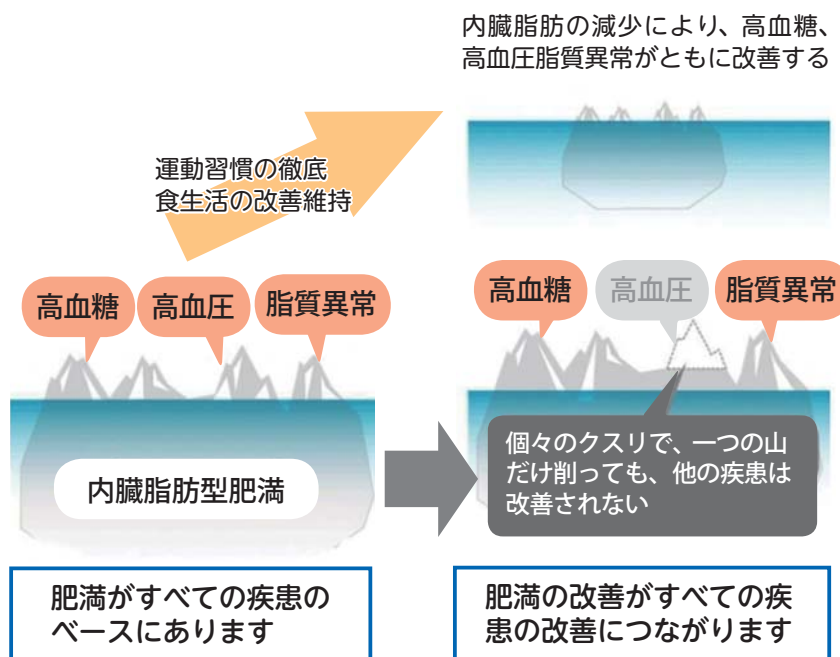 内臓脂肪の減少により、高血糖、
高血圧脂質異常がともに改善する
運動習慣の徹底
食生活の改善維持
高血糖
高血圧
脂質異常
内臓脂肪型肥満
高血糖
高血圧
脂質異常
個々のクスリで、一つの山
だけ削っても、他の疾患は
改善されない
肥満がすべての疾患の
ベースにあります
肥満の改善がすべての疾
患の改善につながります